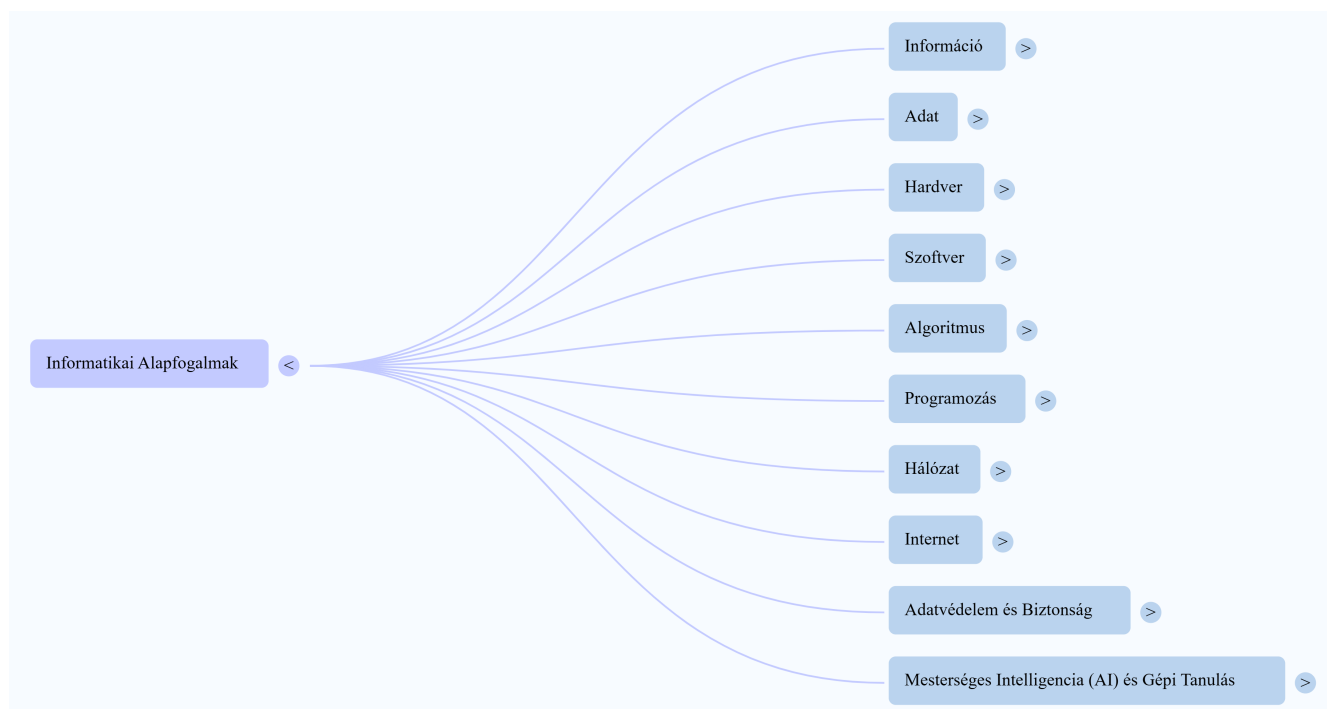 Információ >
Adat >
Hardver >
Szoftver >
Algoritmus >
Informatikai Alapfogalmak <
Programozás >
Hálózat >
Internet >
Adatvédelem és Biztonság >
Mesterséges Intelligencia (AI) és Gépi Tanulás >